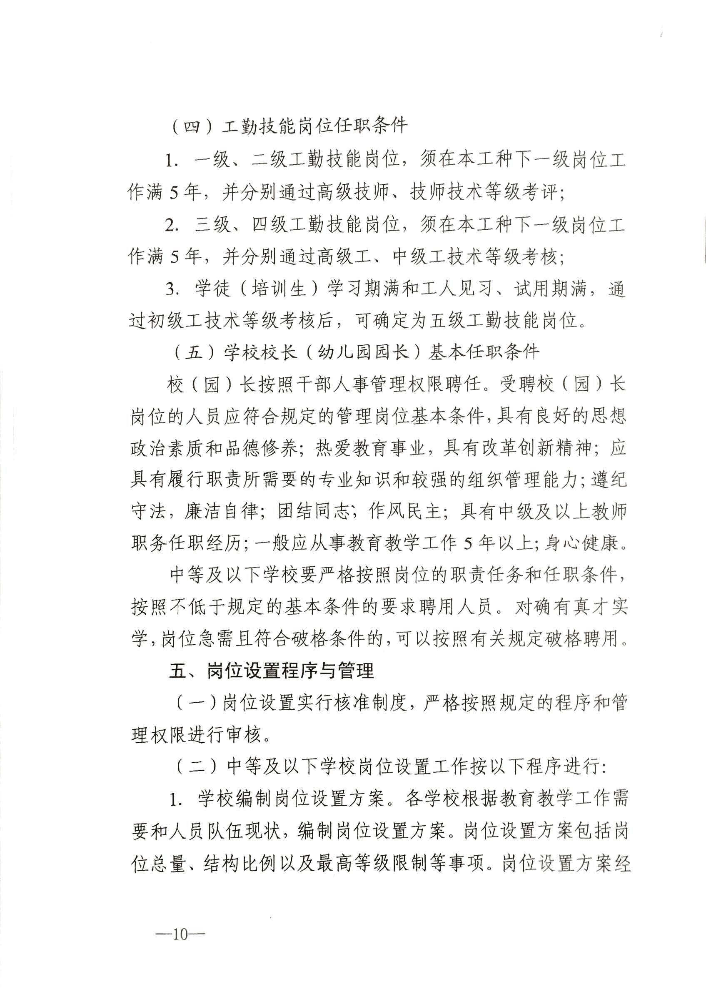 （四）工勤技能岗位任职条件
1. 一级、二级工勤技能岗位，须在本工种下一级岗位工
作满 5 年，并分别通过高级技师、技师技术等级考评；
2. 三级、四级工勤技能岗位，须在本工种下一级岗位工
作满 5 年，并分别通过高级工、中级工技术等级考核；
3. 学徒（培训生）学习期满和工人见习、试用期满，通
过初级工技术等级考核后，可确定为五级工勤技能岗位。
（五）学校校长（幼儿园园长）基本任职条件
校（园）长按照干部人事管理权限聘任。受聘校（园）长
岗位的人员应符合规定的管理岗位基本条件，具有良好的思想
政治素质和品德修养；热爱教育事业，具有改革创新精神；应
具有履行职责所需要的专业知识和较强的组织管理能力；遵纪
守法，廉洁自律；团结同志；作风民主；具有中级及以上教师
职务任职经历；一般应从事教育教学工作 5 年以上；身心健康。
中等及以下学校要严格按照岗位的职责任务和任职条件，
按照不低于规定的基本条件的要求聘用人员。对确有真才实
学，岗位急需且符合破格条件的，可以按照有关规定破格聘用。
五、岗位设置程序与管理
（一）岗位设置实行核准制度，严格按照规定的程序和管
理权限进行审核。
（二）中等及以下学校岗位设置工作按以下程序进行：
1. 学校编制岗位设置方案。各学校根据教育教学工作需
要和人员队伍现状，编制岗位设置方案。岗位设置方案包括岗
位总量、结构比例以及最高等级限制等事项。岗位设置方案经
—10—